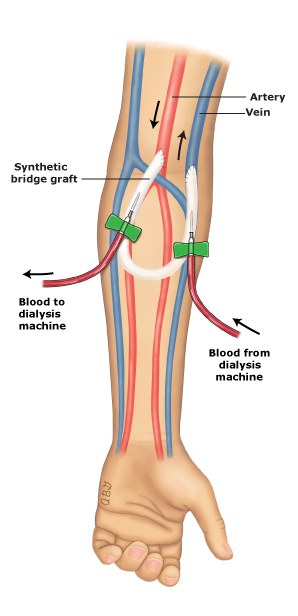 Artery
Vein
Synthetic
bridge graft
Blood to
dialysis
machine
Blood from
dialysis
machine